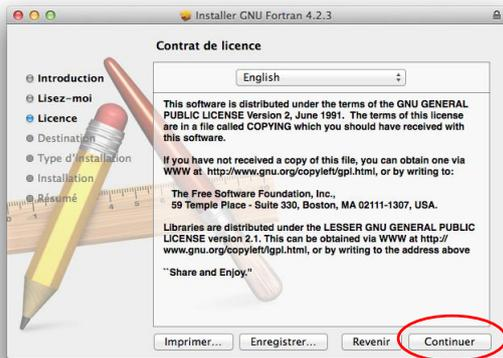 Installer GNU Fortran 4.2.3
Contrat de licence
Introduction
Lisez-moi
Licence
Destination
Type d'installation
Installation
Résumé
English
This software is distributed under the terms of the GNU GENERAL
PUBLIC LICENSE Version 2, June 1991.  The terms of this license
are in a file called COPYING which you should have received with
this software.
If you have not received a copy of this file, you can obtain one via
WWW at  http://www.gnu.org/copyleft/gpl.html, or by writing to:
The Free Software Foundation, Inc.,
59 Temple Place - Suite 330, Boston, MA 02111-1307, USA.
Libraries are distributed under the LESSER GNU GENERAL PUBLIC
LICENSE version 2.1. This can be obtained via WWW at http://
www.gnu.org/copyleft/lgpl.html, or by writing to the address above
``Share and Enjoy."
Imprimer...
Enregistrer...
Revenir
Continuer